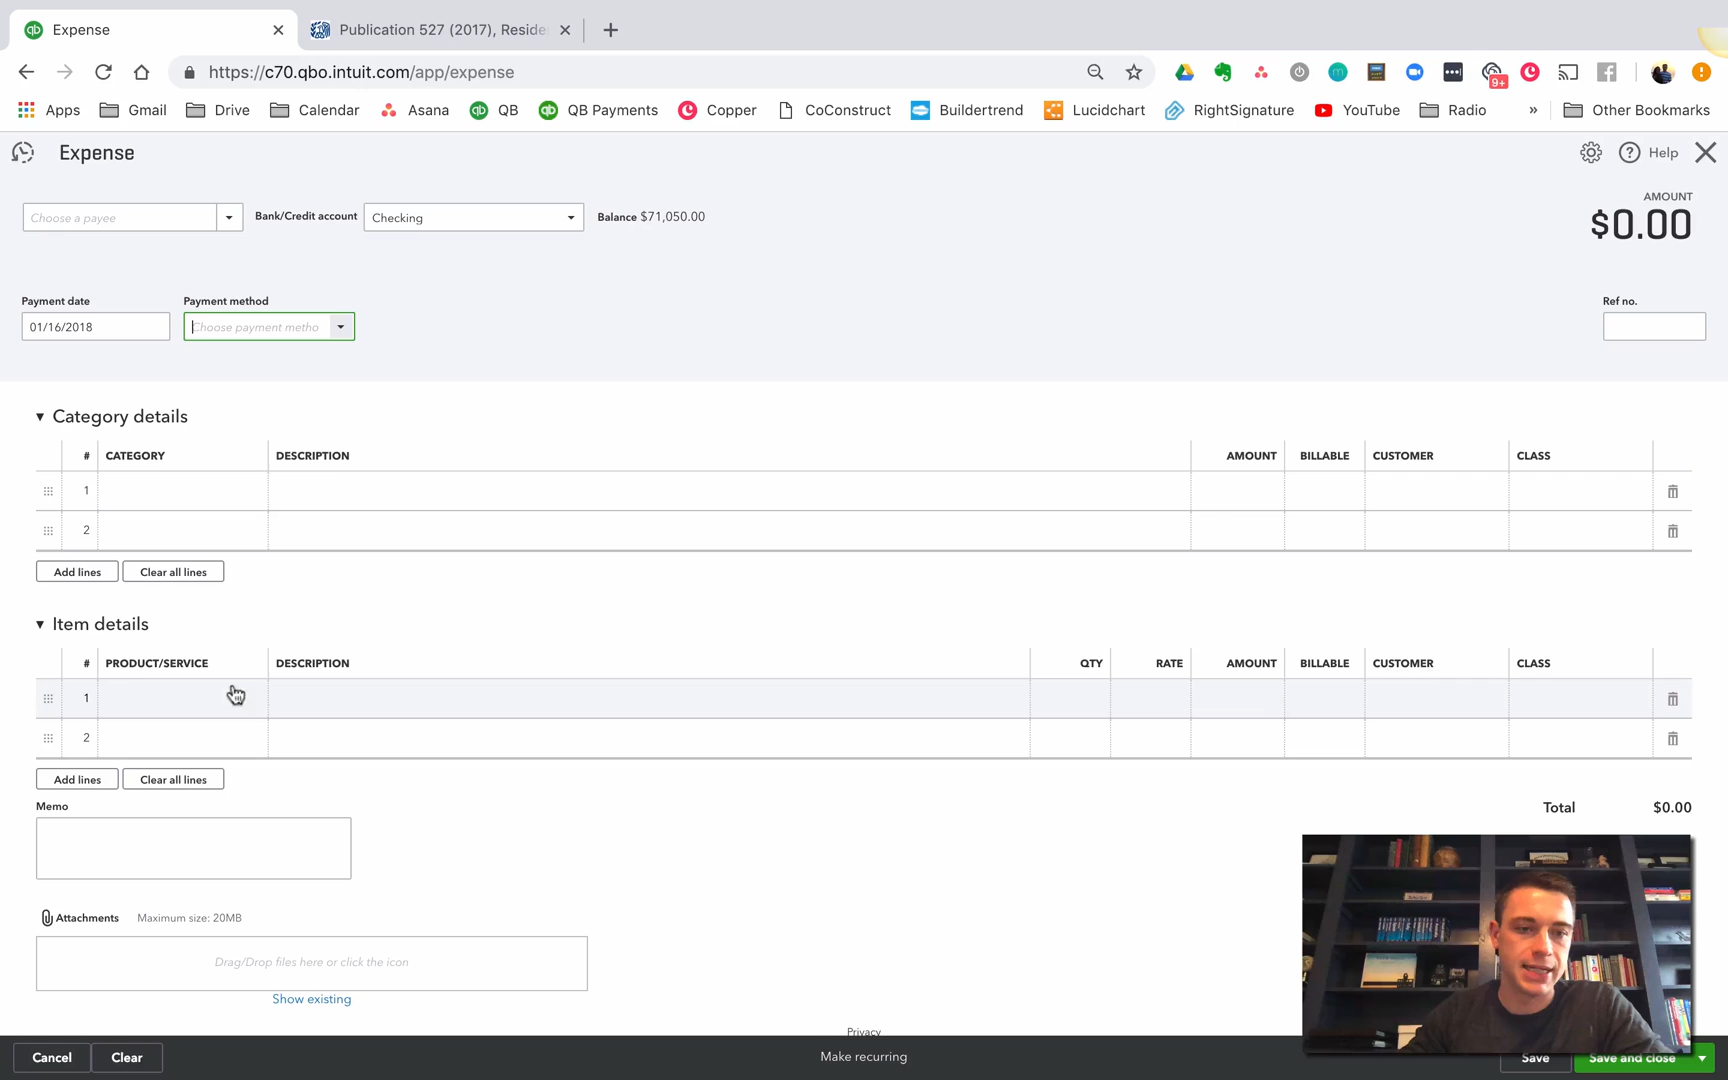 Expense
Publication 527 (2017), Reside
https://c70.qbo.intuit.com/app/expense
9+
Apps Gmail Drive Calendar Asana QB QB Payments Copper CoConstruct Buildertrend Lucidchart RightSignature YouTube Radio » Other Bookmarks
Expense
Help
AMOUNT
$0.00
Choose a payee
Bank/Credit account
Checking
Balance $71,050.00
Payment date
Payment method
Ref no.
01/16/2018
Choose payment metho
Category details
# CATEGORY DESCRIPTION AMOUNT BILLABLE CUSTOMER CLASS
1
2
Add lines Clear all lines
Item details
# PRODUCT/SERVICE DESCRIPTION QTY RATE AMOUNT BILLABLE CUSTOMER CLASS
1
2
Add lines Clear all lines
Memo
Total $0.00
Attachments Maximum size: 20MB
Drag/Drop files here or click the icon
Show existing
Privacy
Cancel Clear Make recurring Save Save and close